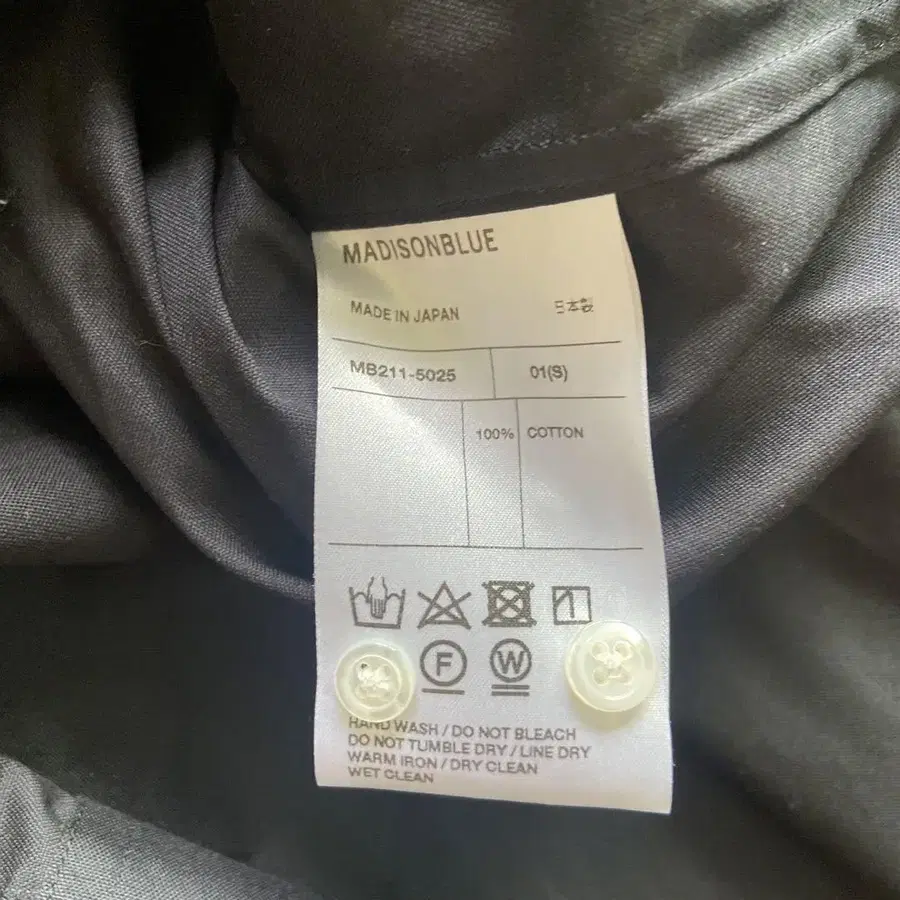 MADISONBLUE
MADE IN JAPAN 日本製
MB211-5025 01(S)
100% COTTON
F W
HAND WASH / DO NOT BLEACH
DO NOT TUMBLE DRY / LINE DRY
WARM IRON / DRY CLEAN
WET CLEAN